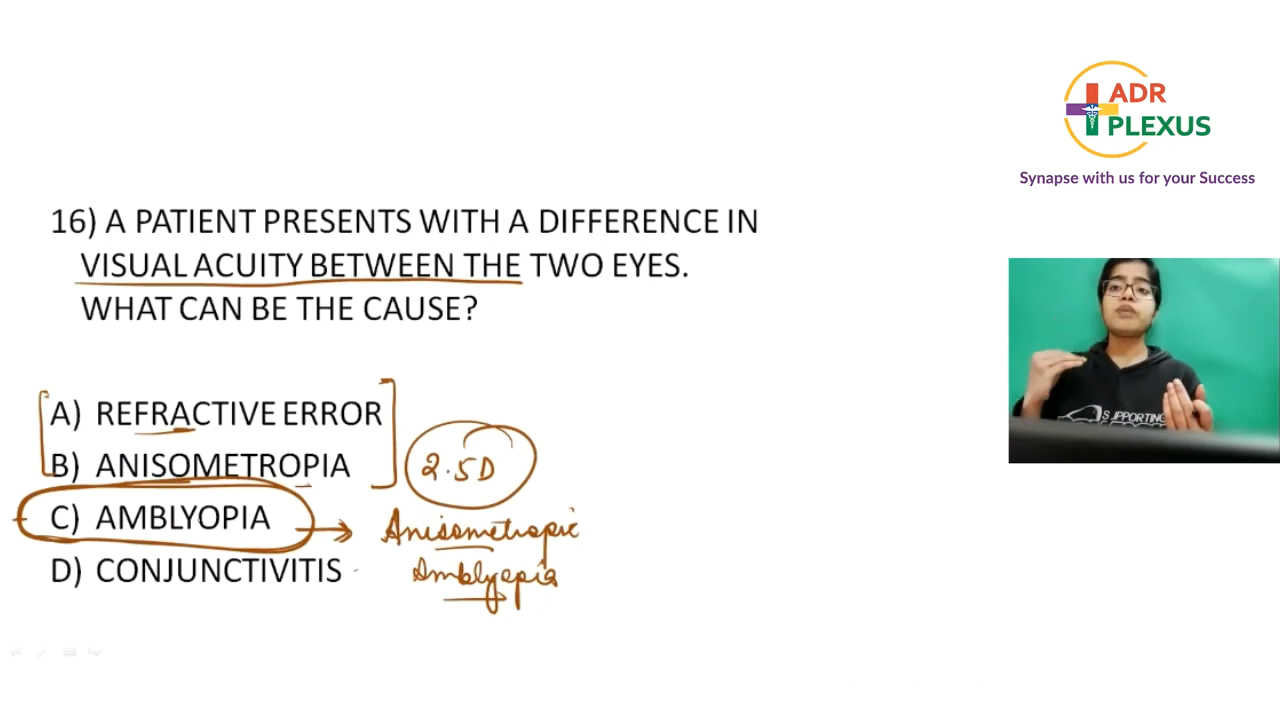 ADR
PLEXUS
Synapse with us for your Success
16) A PATIENT PRESENTS WITH A DIFFERENCE IN
VISUAL ACUITY BETWEEN THE TWO EYES.
WHAT CAN BE THE CAUSE?
A) REFRACTIVE ERROR
B) ANISOMETROPIA
2.5D
C) AMBLYOPIA
Anisometropic
D) CONJUNCTIVITIS
Amblyopia
SUPPORTING